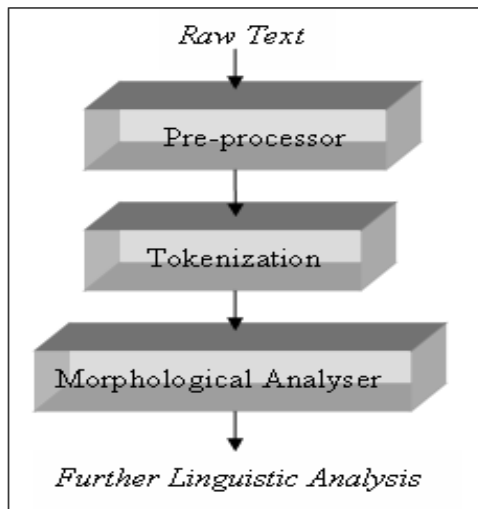 Raw Text
Pre-processor
Tokenization
Morphological Analyser
Further Linguistic Analysis